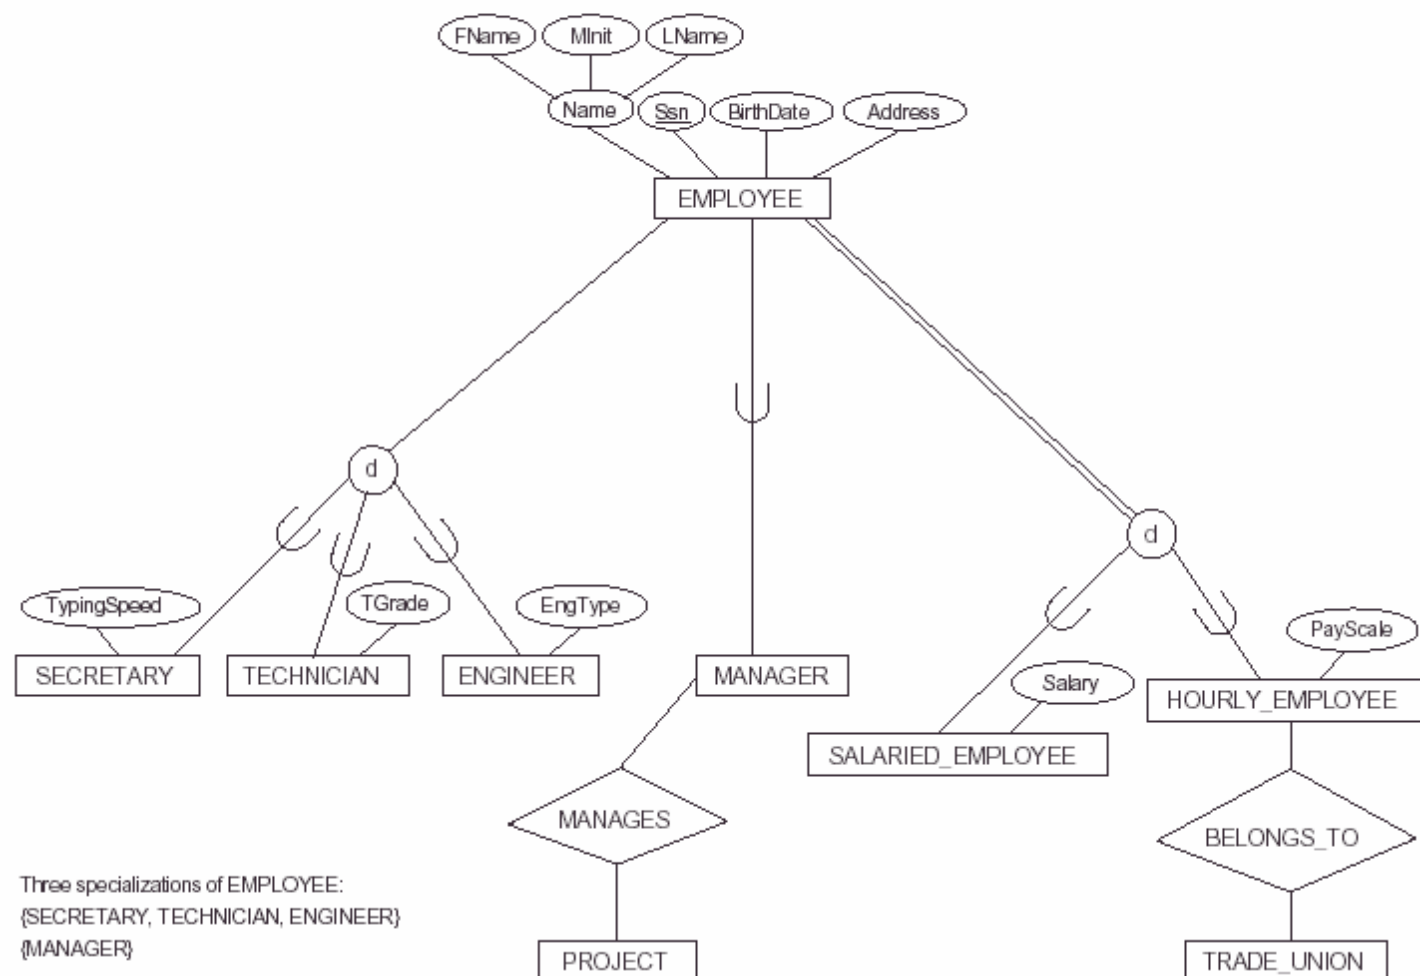 FName
MInit
LName
Name
Ssn
BirthDate
Address
EMPLOYEE
d
d
TypingSpeed
TGrade
EngType
PayScale
SECRETARY
TECHNICIAN
ENGINEER
MANAGER
Salary
HOURLY_EMPLOYEE
SALARIED_EMPLOYEE
MANAGES
BELONGS_TO
Three specializations of EMPLOYEE:
{SECRETARY, TECHNICIAN, ENGINEER}
{MANAGER}
PROJECT
TRADE_UNION